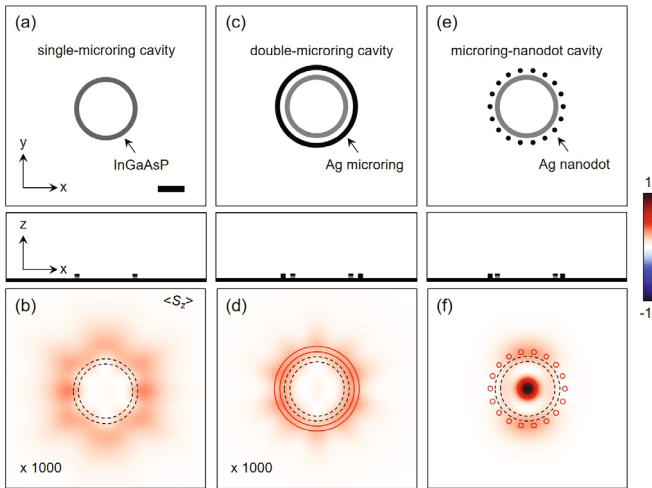 (a)
single-microring cavity
InGaAsP
y
x
z
x
(b)
<Sz>
x 1000
(c)
double-microring cavity
Ag microring
(d)
x 1000
(e)
microring-nanodot cavity
Ag nanodot
(f)
1
-1